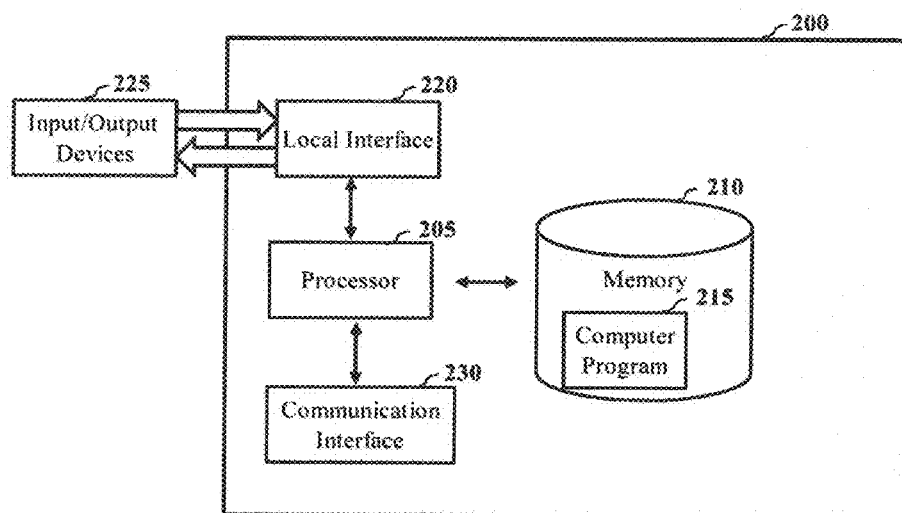 200
225
220
Input/Output
Devices
Local Interface
210
205
Processor
Memory
215
Computer
Program
230
Communication
Interface